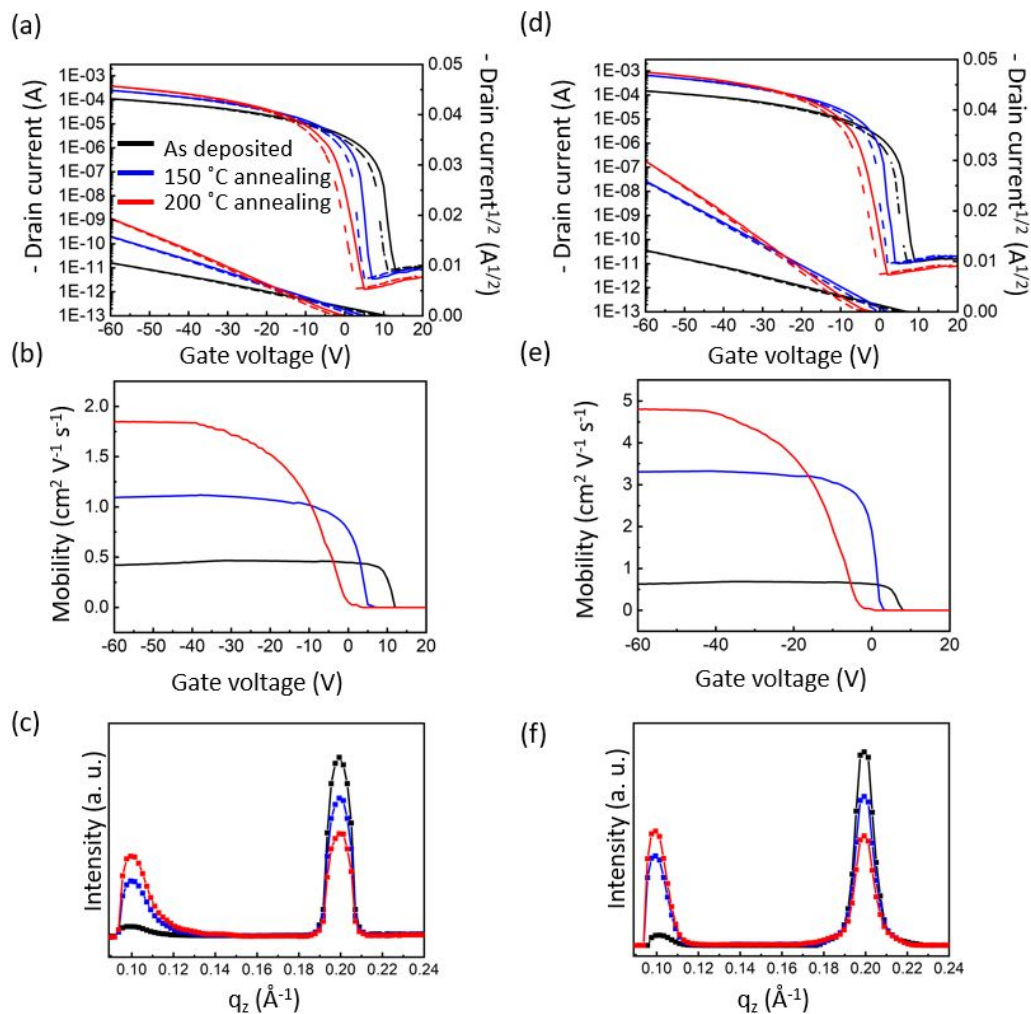 (a)
- Drain current (A)
1E-03
1E-04
1E-05
1E-06
1E-07
1E-08
1E-09
1E-10
1E-11
1E-12
1E-13
As deposited
150 ˚C annealing
200 ˚C annealing
0.05
0.04
0.03
0.02
0.01
0.00
- Drain current1/2 (A1/2)
-60 -50 -40 -30 -20 -10 0 10 20
Gate voltage (V)
(d)
- Drain current (A)
1E-03
1E-04
1E-05
1E-06
1E-07
1E-08
1E-09
1E-10
1E-11
1E-12
1E-13
0.05
0.04
0.03
0.02
0.01
0.00
- Drain current1/2 (A1/2)
-60 -50 -40 -30 -20 -10 0 10 20
Gate voltage (V)
(b)
Mobility (cm2 V-1 s-1)
2.0
1.5
1.0
0.5
0.0
-60 -50 -40 -30 -20 -10 0 10 20
Gate voltage (V)
(e)
Mobility (cm2 V-1 s-1)
5
4
3
2
1
0
-60 -40 -20 0 20
Gate voltage (V)
(c)
Intensity (a. u.)
0.10 0.12 0.14 0.16 0.18 0.20 0.22 0.24
qz (Å-1)
(f)
Intensity (a. u.)
0.10 0.12 0.14 0.16 0.18 0.20 0.22 0.24
qz (Å-1)